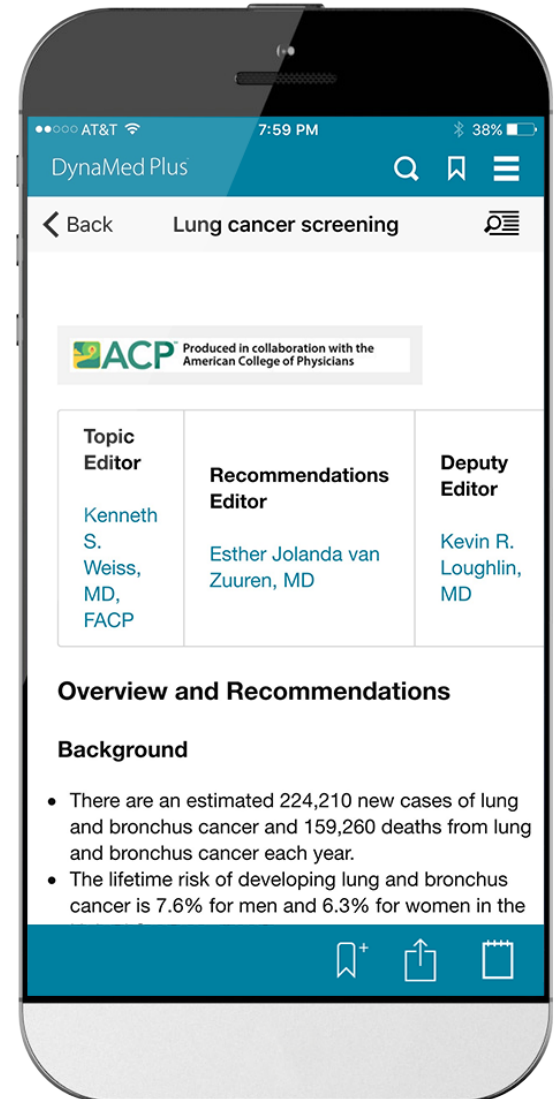 AT&T 7:59 PM 38%
DynaMed Plus
Back Lung cancer screening
ACP Produced in collaboration with the
American College of Physicians
Topic
Editor
Kenneth
S.
Weiss,
MD,
FACP
Recommendations
Editor
Esther Jolanda van
Zuuren, MD
Deputy
Editor
Kevin R.
Loughlin,
MD
Overview and Recommendations
Background
• There are an estimated 224,210 new cases of lung
and bronchus cancer and 159,260 deaths from lung
and bronchus cancer each year.
• The lifetime risk of developing lung and bronchus
cancer is 7.6% for men and 6.3% for women in the